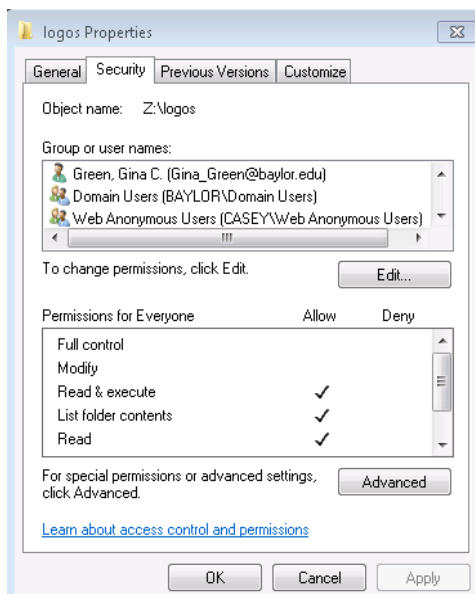 logos Properties
General Security Previous Versions Customize
Object name: Z:\logos
Group or user names:
Green, Gina C. (Gina_Green@baylor.edu)
Domain Users (BAYLOR\Domain Users)
Web Anonymous Users (CASEY\Web Anonymous Users)
To change permissions, click Edit.
Edit...
Permissions for Everyone Allow Deny
Full control
Modify
Read & execute
List folder contents
Read
For special permissions or advanced settings,
click Advanced.
Advanced
Learn about access control and permissions
OK Cancel Apply